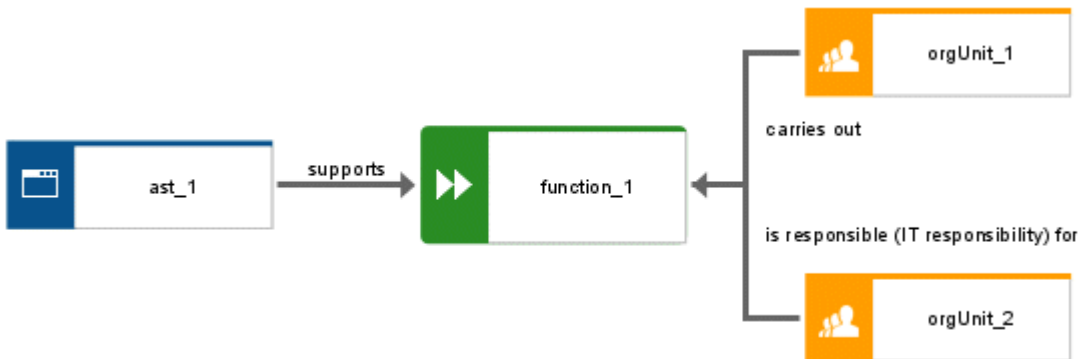 orgUnit_1
carries out
supports
ast_1
function_1
is responsible (IT responsibility) for
orgUnit_2